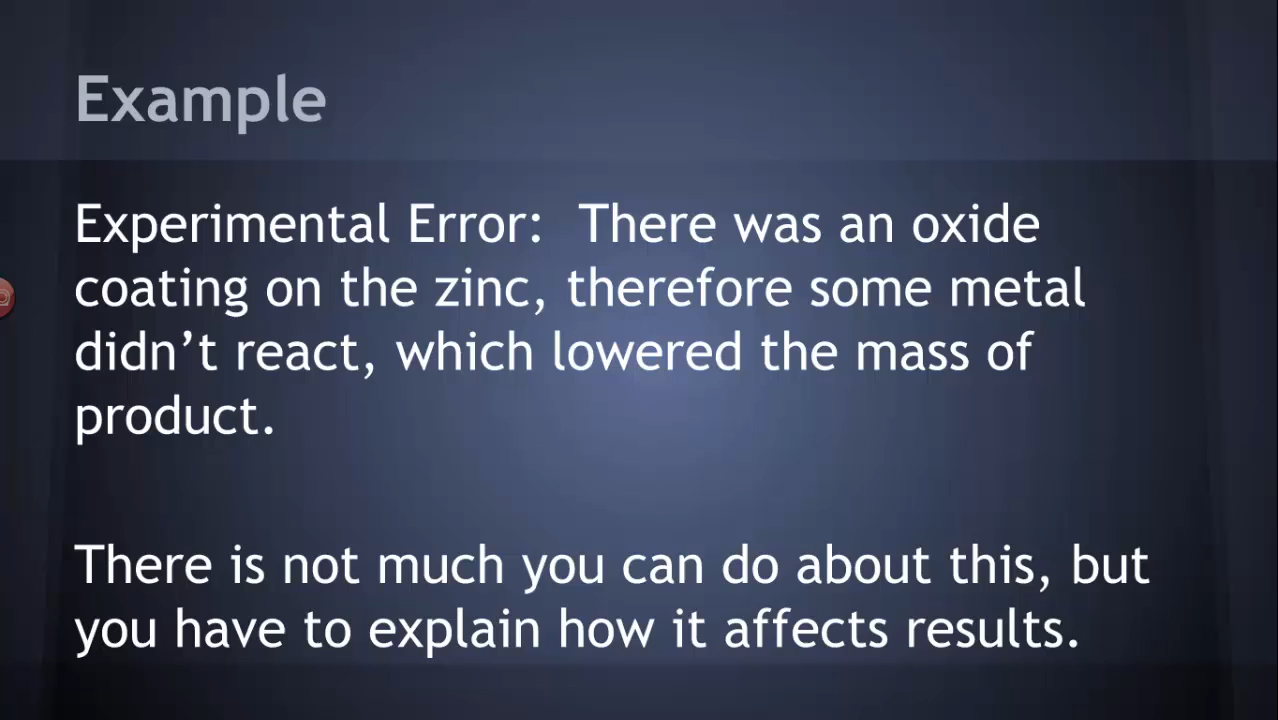 Example
Experimental Error:  There was an oxide
coating on the zinc, therefore some metal
didn’t react, which lowered the mass of
product.
There is not much you can do about this, but
you have to explain how it affects results.